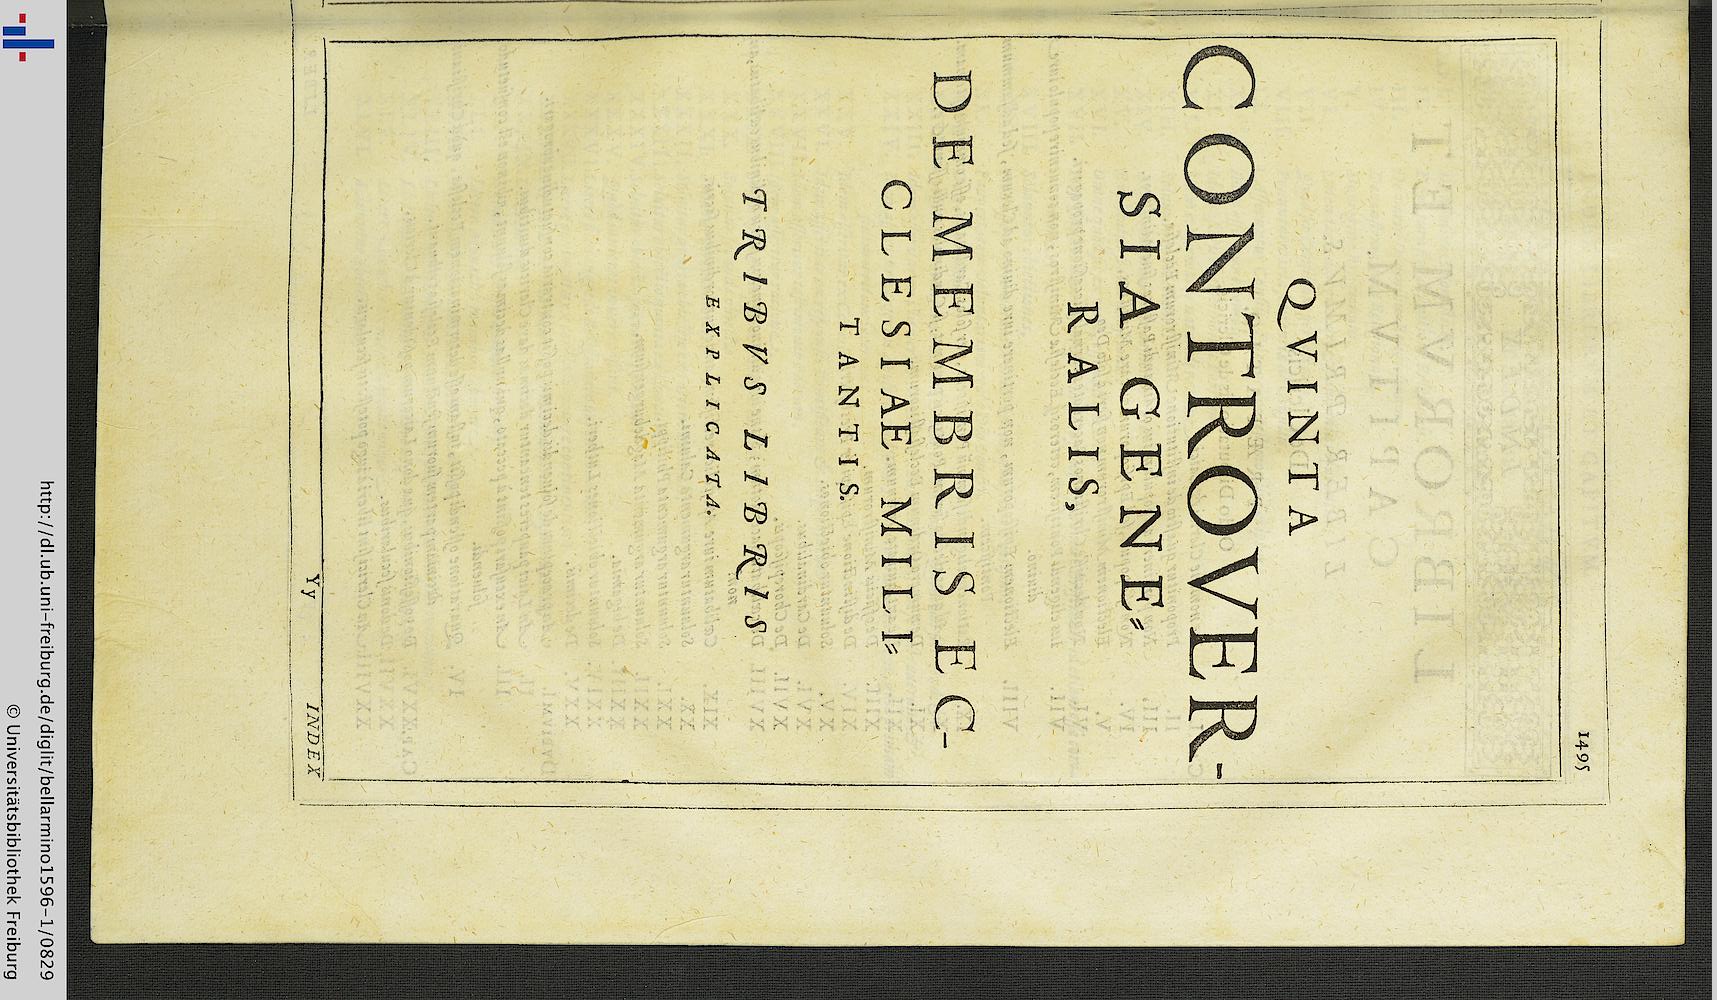 1495
QVINTA
CONTROVER-
SIA GENE=
RALIS,
DE MEMBRIS EC-
CLESIAE MILI=
TANTIS.
TRIBVS LIBRIS
EXPLICATA.
Yy
INDEX
http://dl.ub.uni-freiburg.de/diglit/bellarmino1596-1/0829
© Universitätsbibliothek Freiburg